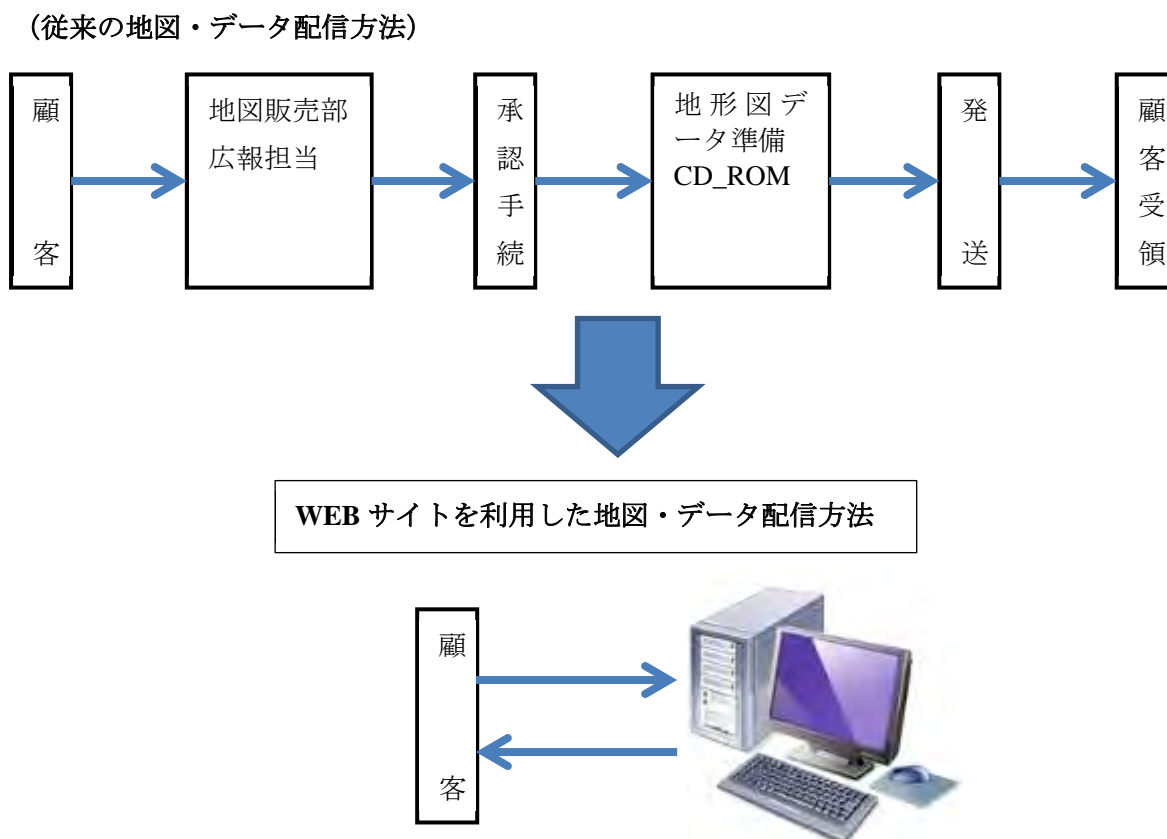 （従来の地図・データ配信方法）
顧客
地図販売部
広報担当
承認手続
地形図デ
ータ準備
CD_ROM
発送
顧客受領
WEB サイトを利用した地図・データ配信方法
顧客